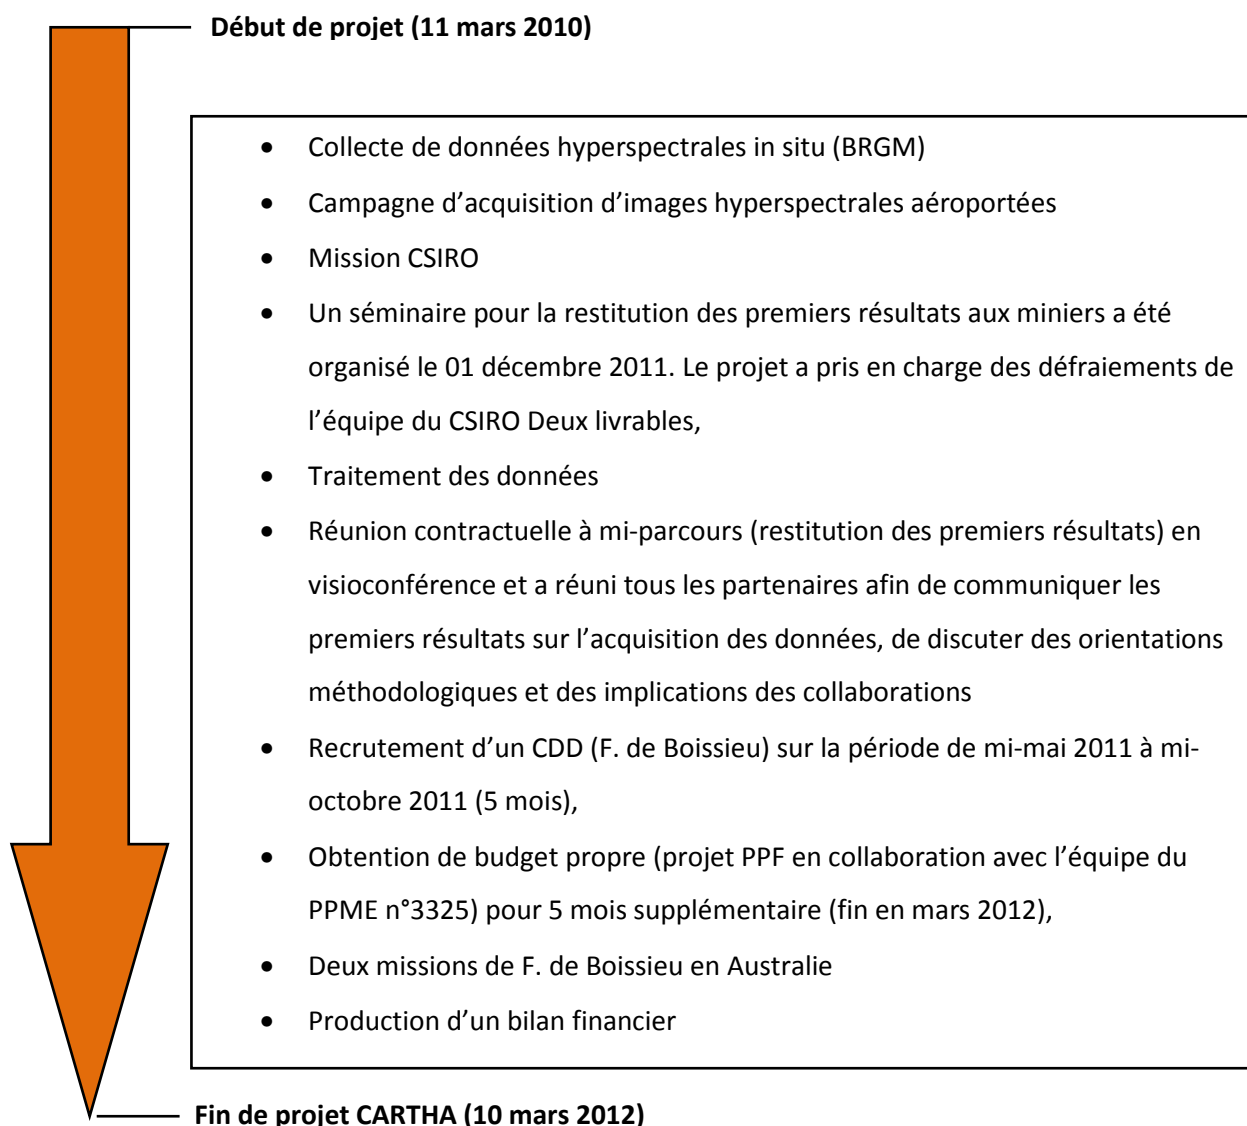 Début de projet (11 mars 2010)
• Collecte de données hyperspectrales in situ (BRGM)
• Campagne d’acquisition d’images hyperspectrales aéroportées
• Mission CSIRO
• Un séminaire pour la restitution des premiers résultats aux miniers a été
organisé le 01 décembre 2011. Le projet a pris en charge des défraiements de
l’équipe du CSIRO Deux livrables,
• Traitement des données
• Réunion contractuelle à mi-parcours (restitution des premiers résultats) en
visioconférence et a réuni tous les partenaires afin de communiquer les
premiers résultats sur l’acquisition des données, de discuter des orientations
méthodologiques et des implications des collaborations
• Recrutement d’un CDD (F. de Boissieu) sur la période de mi-mai 2011 à mi-
octobre 2011 (5 mois),
• Obtention de budget propre (projet PPF en collaboration avec l’équipe du
PPME n°3325) pour 5 mois supplémentaire (fin en mars 2012),
• Deux missions de F. de Boissieu en Australie
• Production d’un bilan financier
Fin de projet CARTHA (10 mars 2012)